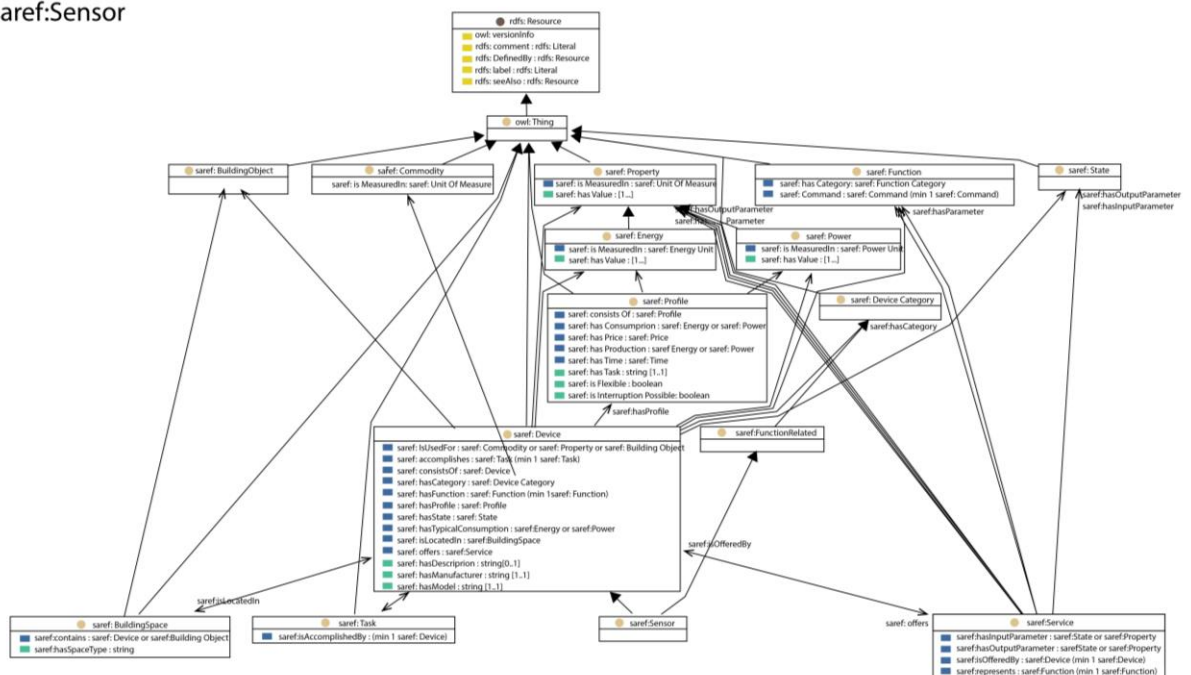 aref:Sensor
rdfs: Resource
owl: versionInfo
rdfs: comment : rdfs: Literal
rdfs: DefinedBy : rdfs: Resource
rdfs: label : rdfs: Literal
rdfs: seeAlso : rdfs: Resource
owl: Thing
saref: BuildingObject
saref: Commodity
saref: is MeasuredIn: saref: Unit Of Measure
saref: Property
saref: is MeasuredIn : saref: Unit Of Measure
saref: has Value : [1...]
saref: Function
saref: has Category: saref: Function Category
saref: Command : saref: Command (min 1 saref: Command)
saref: State
saref:hasOutputParameter
saref:hasInputParameter
saref:hasOutputParameter
saref:has Parameter
saref:hasParameter
saref: Energy
saref: is MeasuredIn : saref: Energy Unit
saref: has Value : [1...]
saref: Power
saref: is MeasuredIn : saref: Power Unit
saref: has Value : [1...]
saref: Profile
saref: consists Of : saref: Profile
saref: has Consumprion : saref: Energy or saref: Power
saref: has Price : saref: Price
saref: has Production : saref Energy or saref: Power
saref: has Time : saref: Time
saref: has Task : string [1..1]
saref: is Flexible : boolean
saref: is Interruption Possible: boolean
saref: Device Category
saref:hasCategory
saref:hasProfile
saref: Device
saref: IsUsedFor : saref: Commodity or saref: Property or saref: Building Object
saref: accomplishes : saref: Task (min 1 saref: Task)
saref: consistsOf : saref: Device
saref: hasCategory : saref: Device Category
saref: hasFunction : saref: Function (min 1saref: Function)
saref: hasProfile : saref: Profile
saref: hasState : saref: State
saref: hasTypicalConsumption : saref:Energy or saref:Power
saref: isLocatedIn : saref:BuildingSpace
saref: offers : saref:Service
saref: hasDescriprion : string[0..1]
saref: hasManufacturer : string [1..1]
saref: hasModel : string [1..1]
saref:FunctionRelated
saref:isOfferedBy
saref:isLocatedIn
saref: BuildingSpace
saref:contains : saref: Device or saref:Building Object
saref:hasSpaceType : string
saref:Task
saref:isAccomplishedBy : (min 1 saref: Device)
saref:Sensor
saref: offers
saref:Service
saref:hasInputParameter : saref:State or saref:Property
saref:hasOutputParameter : sarefState or saref:Property
saref:isOfferedBy : saref:Device (min 1 saref:Device)
saref:represents : saref:Function (min 1 saref:Function)